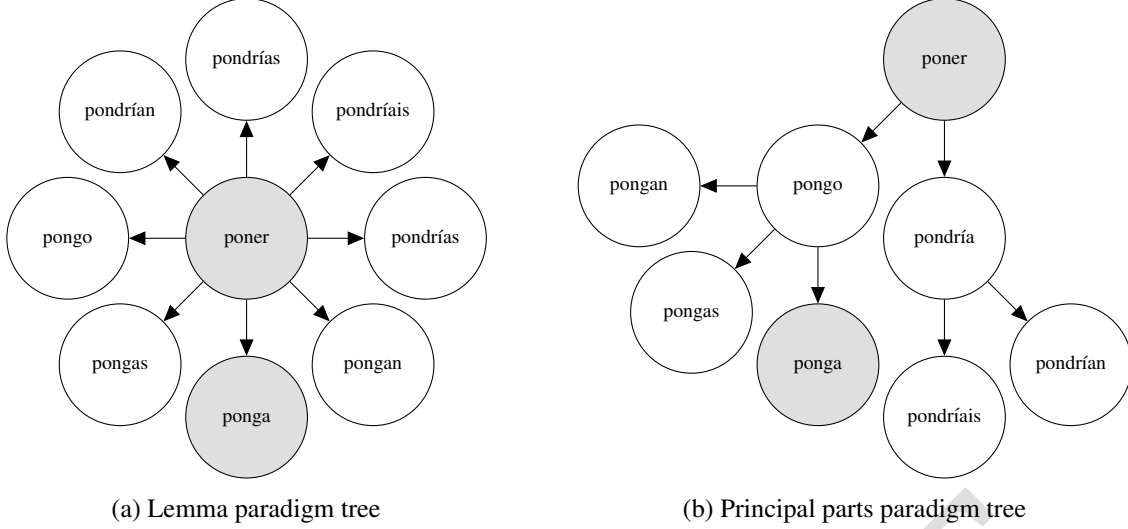 pondrías
pondrían
pondríais
pongo
poner
pondrías
pongas
pongan
ponga
(a) Lemma paradigm tree
poner
pongan
pongo
pondría
pongas
ponga
pondríais
pondrían
(b) Principal parts paradigm tree